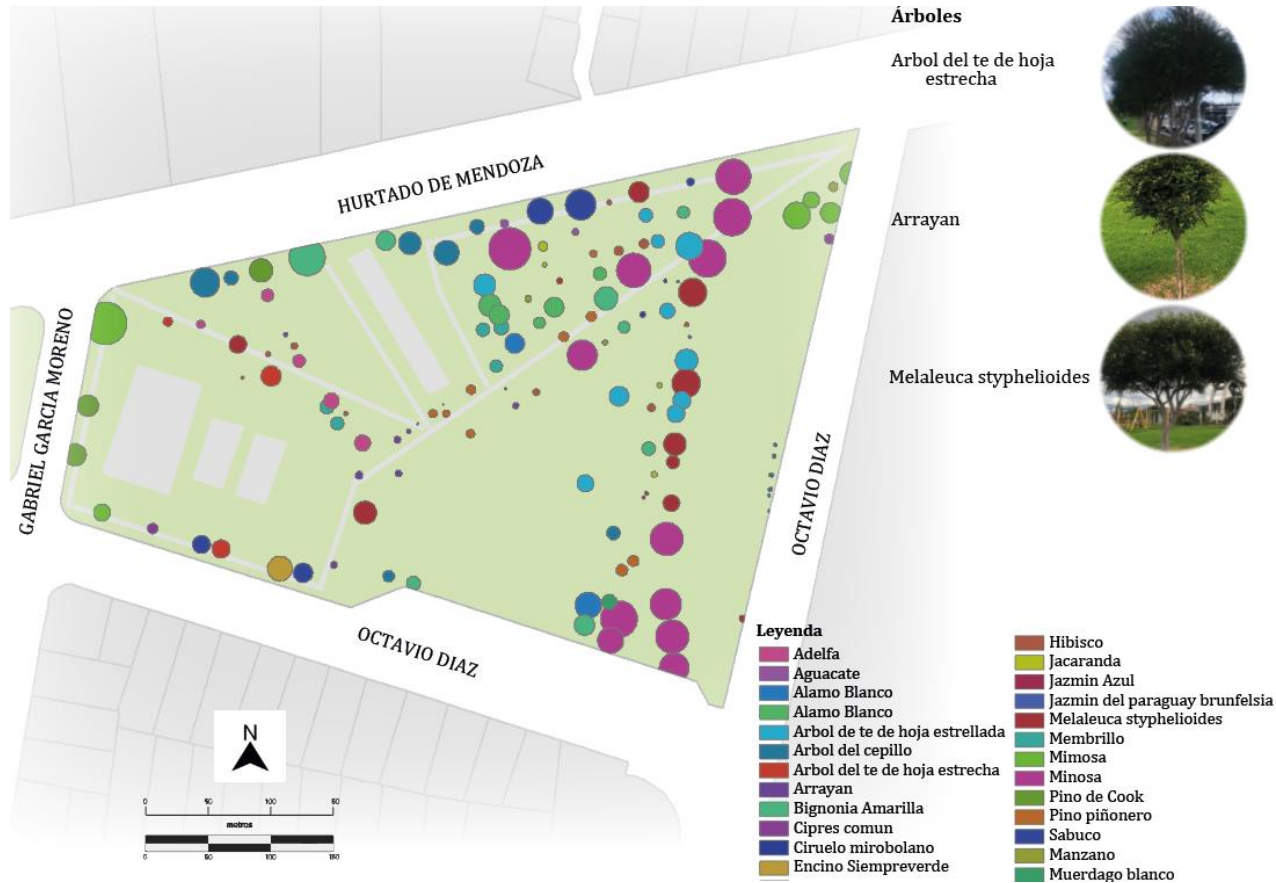 Árboles
Arbol del te de hoja
estrecha
Arrayan
Melaleuca styphelioides
HURTADO DE MENDOZA
GABRIEL GARCIA MORENO
OCTAVIO DIAZ
OCTAVIO DIAZ
N
0 50 100
metros
0 50 100
Leyenda
Adelfa
Aguacate
Alamo Blanco
Alamo Blanco
Arbol de te de hoja estrellada
Arbol del cepillo
Arbol del te de hoja estrecha
Arrayan
Bignonia Amarilla
Cipres comun
Ciruelo mirobolano
Encino Siempreverde
Hibisco
Jacaranda
Jazmin Azul
Jazmin del paraguay brunfelsia
Melaleuca styphelioides
Membrillo
Mimosa
Minosa
Pino de Cook
Pino piñonero
Sabuco
Manzano
Muerdago blanco